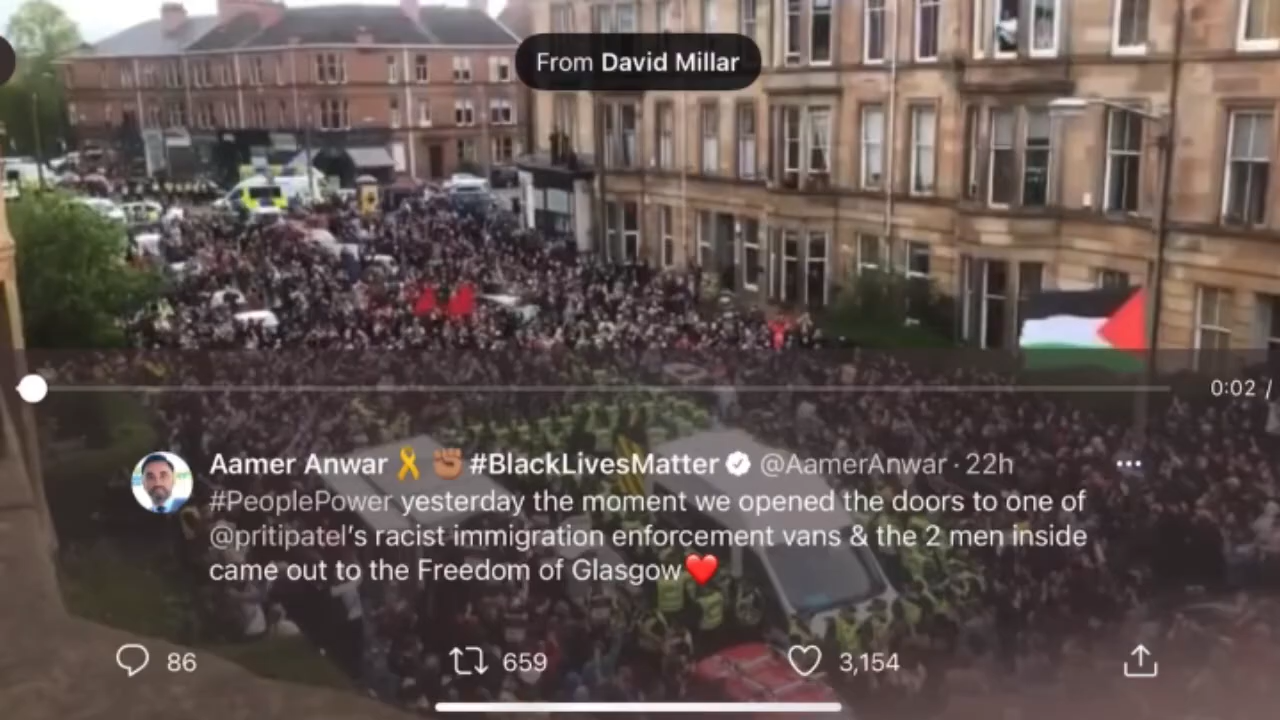 From David Millar
0:02 /
Aamer Anwar 🎗️ ✊🏾 #BlackLivesMatter @AamerAnwar · 22h
#PeoplePower yesterday the moment we opened the doors to one of
@pritipatel's racist immigration enforcement vans & the 2 men inside
came out to the Freedom of Glasgow❤️
86 659 3,154